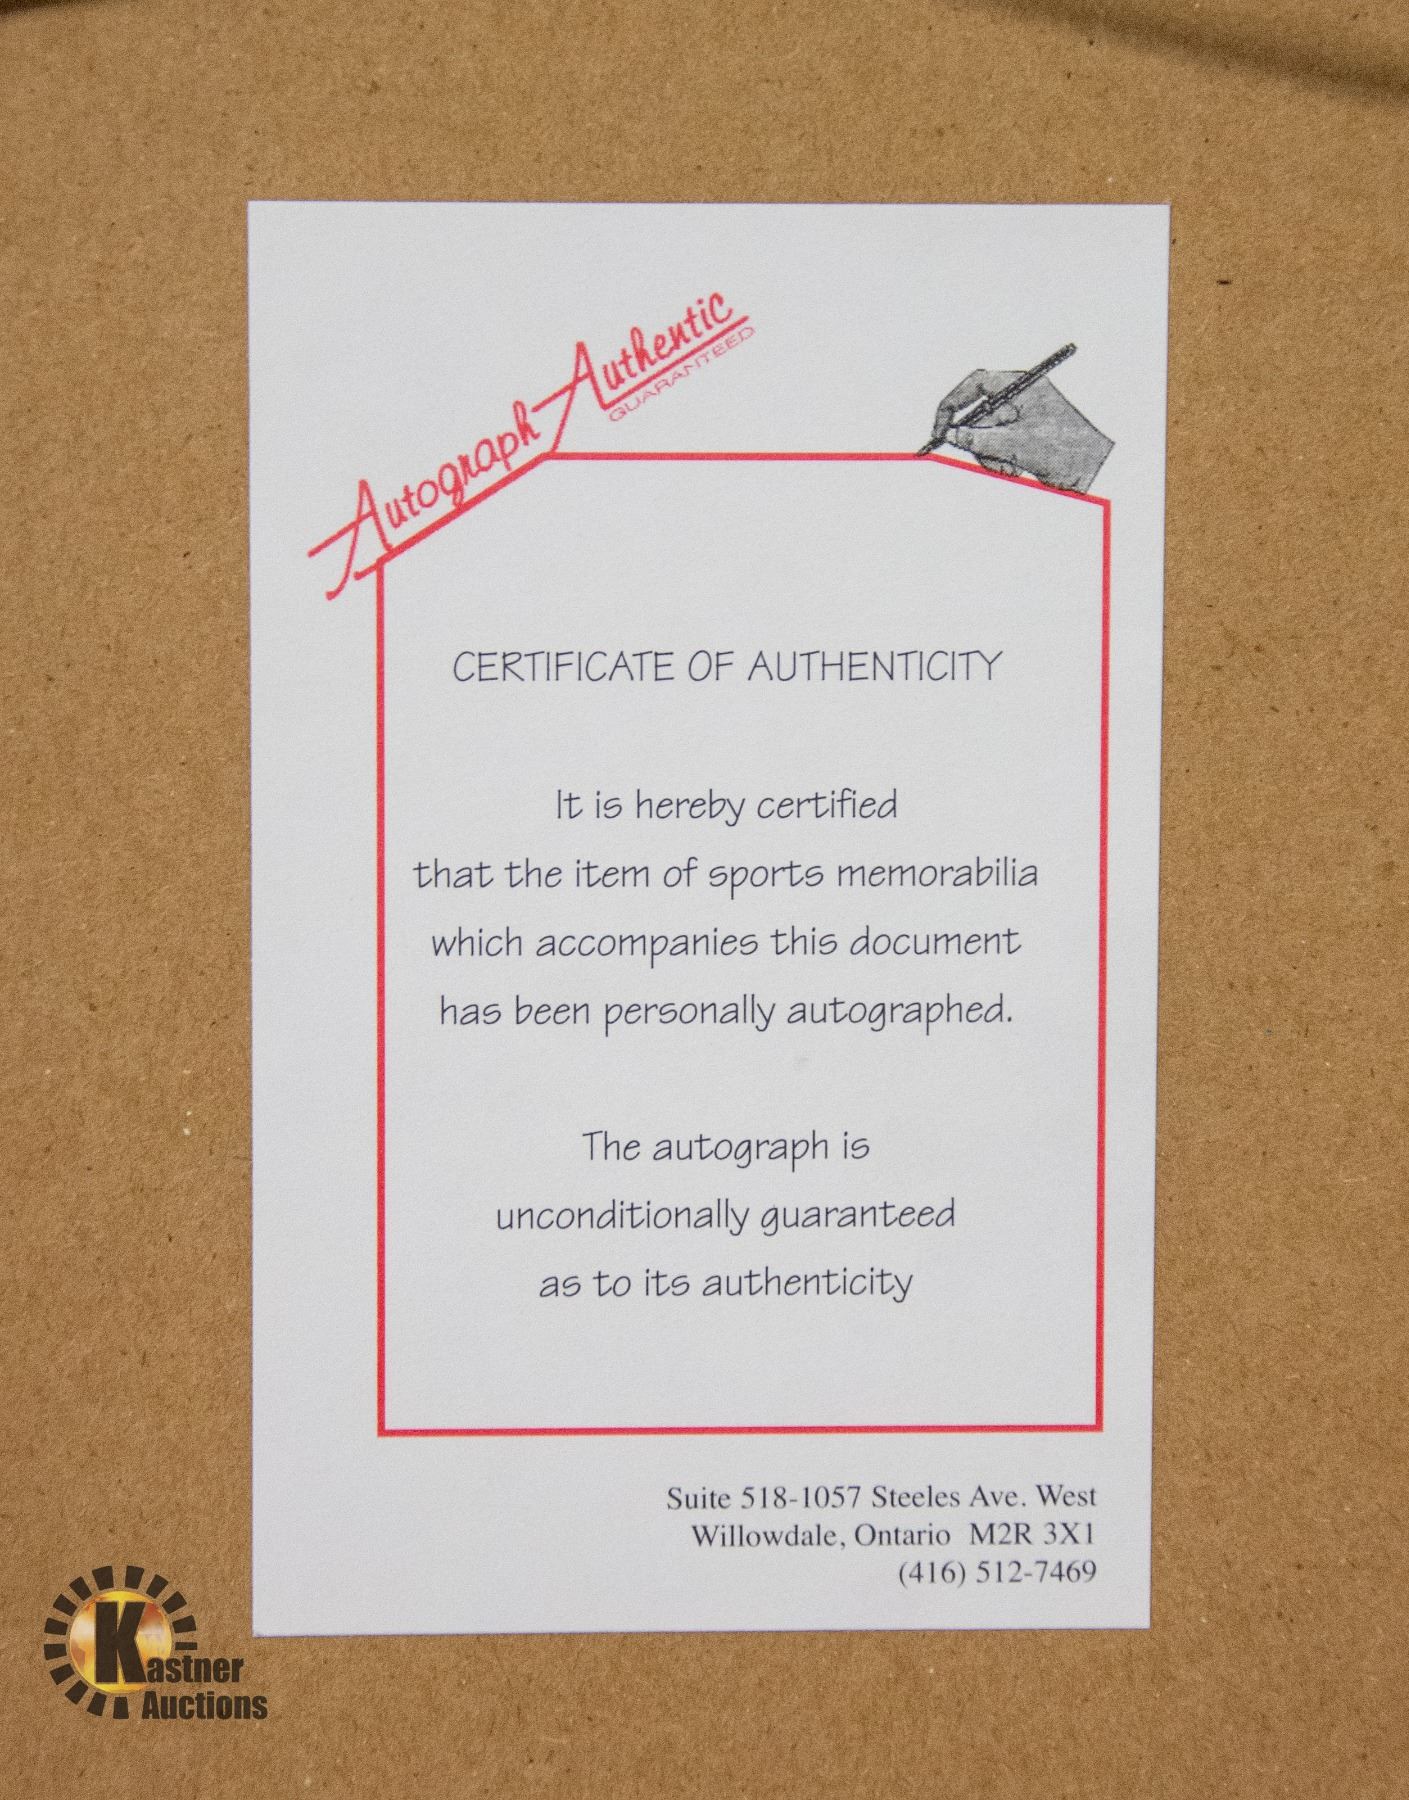 Autograph Authentic
GUARANTEED
CERTIFICATE OF AUTHENTICITY
It is hereby certified
that the item of sports memorabilia
which accompanies this document
has been personally autographed.
The autograph is
unconditionally guaranteed
as to its authenticity
Suite 518-1057 Steeles Ave. West
Willowdale, Ontario M2R 3X1
(416) 512-7469
Kastner
Auctions